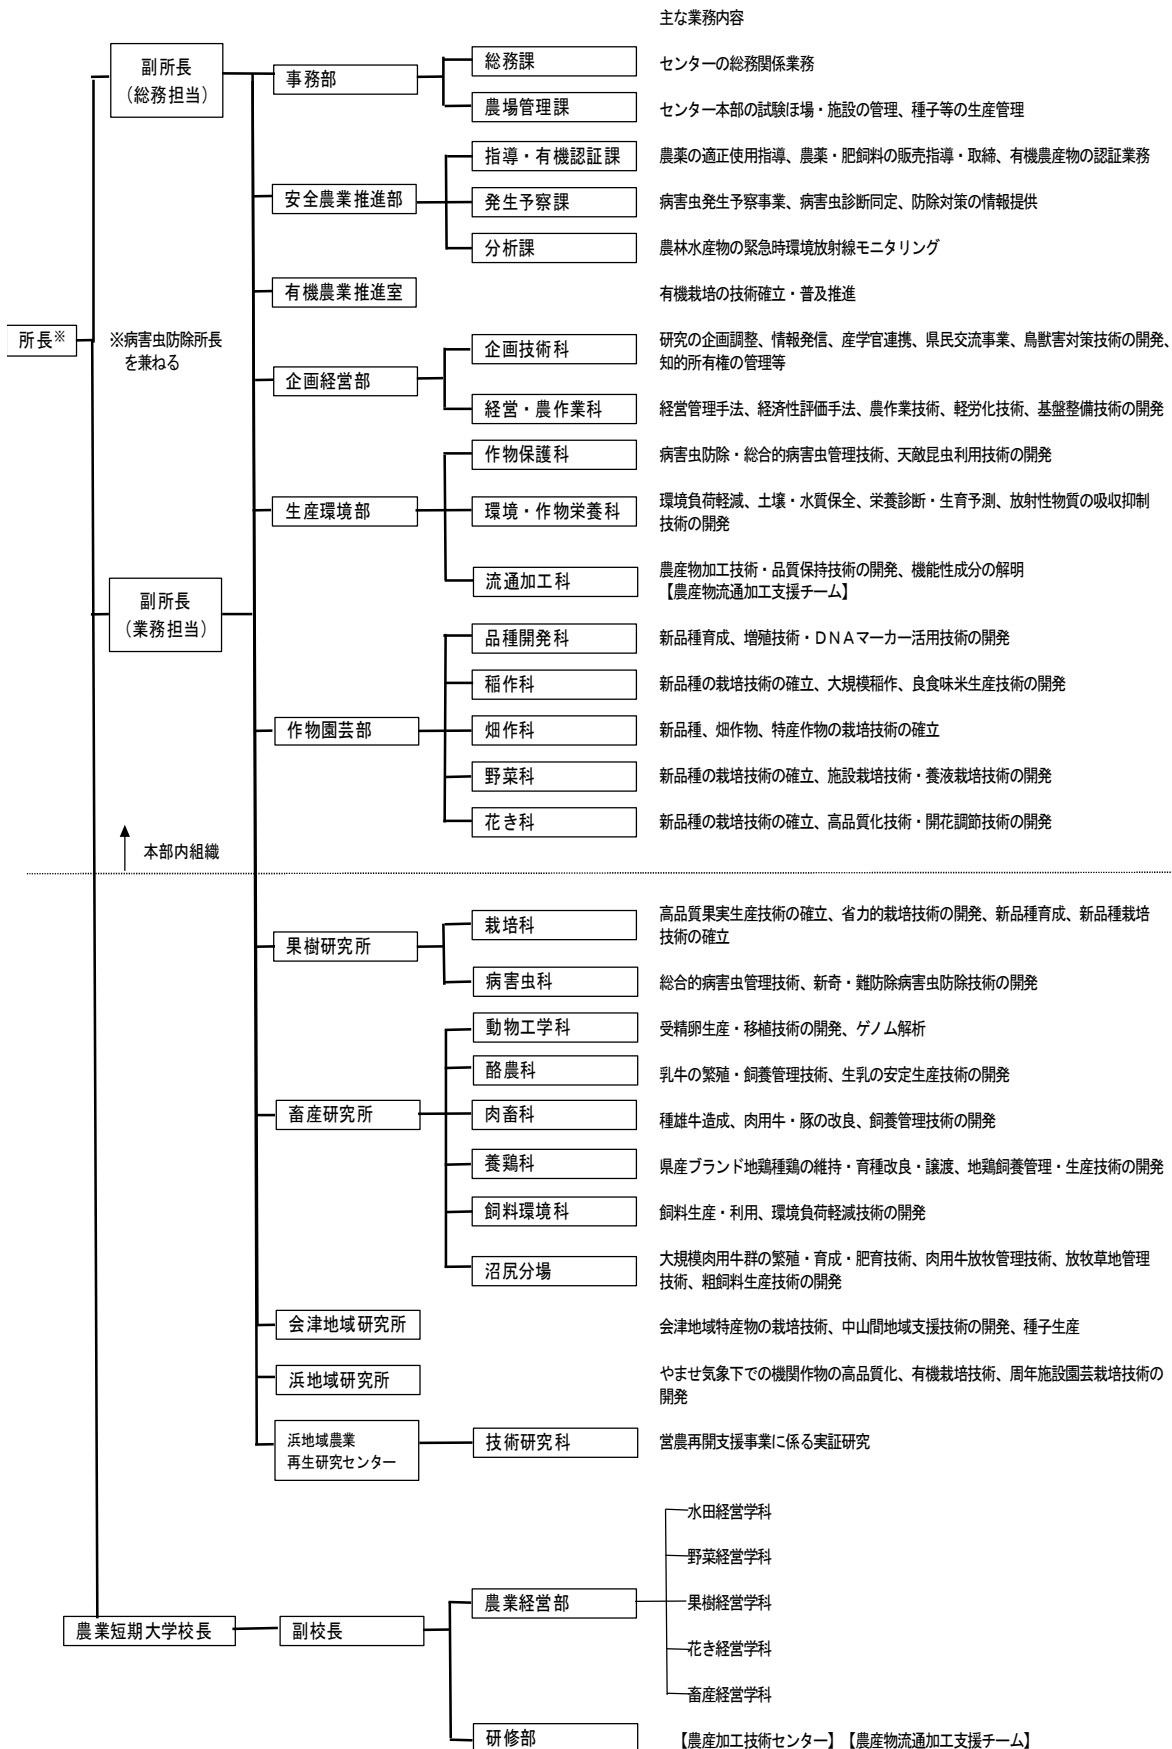 主な業務内容
副所長
（総務担当）
事務部
総務課
センターの総務関係業務
農場管理課
センター本部の試験ほ場・施設の管理、種子等の生産管理
安全農業推進部
指導・有機認証課
農薬の適正使用指導、農薬・肥飼料の販売指導・取締、有機農産物の認証業務
発生予察課
病害虫発生予察事業、病害虫診断同定、防除対策の情報提供
分析課
農林水産物の緊急時環境放射線モニタリング
有機農業推進室
有機栽培の技術確立・普及推進
所長※
※病害虫防除所長
を兼ねる
企画経営部
企画技術科
研究の企画調整、情報発信、産学官連携、県民交流事業、鳥獣害対策技術の開発、
知的所有権の管理等
経営・農作業科
経営管理手法、経済性評価手法、農作業技術、軽労化技術、基盤整備技術の開発
生産環境部
作物保護科
病害虫防除・総合的病害虫管理技術、天敵昆虫利用技術の開発
環境・作物栄養科
環境負荷軽減、土壌・水質保全、栄養診断・生育予測、放射性物質の吸収抑制
技術の開発
流通加工科
農産物加工技術・品質保持技術の開発、機能性成分の解明
【農産物流通加工支援チーム】
副所長
（業務担当）
作物園芸部
品種開発科
新品種育成、増殖技術・ＤＮＡマーカー活用技術の開発
稲作科
新品種の栽培技術の確立、大規模稲作、良食味米生産技術の開発
畑作科
新品種、畑作物、特産作物の栽培技術の確立
野菜科
新品種の栽培技術の確立、施設栽培技術・養液栽培技術の開発
花き科
新品種の栽培技術の確立、高品質化技術・開花調節技術の開発
本部内組織
果樹研究所
栽培科
高品質果実生産技術の確立、省力的栽培技術の開発、新品種育成、新品種栽培
技術の確立
病害虫科
総合的病害虫管理技術、新奇・難防除病害虫防除技術の開発
畜産研究所
動物工学科
受精卵生産・移植技術の開発、ゲノム解析
酪農科
乳牛の繁殖・飼養管理技術、生乳の安定生産技術の開発
肉畜科
種雄牛造成、肉用牛・豚の改良、飼養管理技術の開発
養鶏科
県産ブランド地鶏種鶏の維持・育種改良・譲渡、地鶏飼養管理・生産技術の開発
飼料環境科
飼料生産・利用、環境負荷軽減技術の開発
沼尻分場
大規模肉用牛群の繁殖・育成・肥育技術、肉用牛放牧管理技術、放牧草地管理
技術、粗飼料生産技術の開発
会津地域研究所
会津地域特産物の栽培技術、中山間地域支援技術の開発、種子生産
浜地域研究所
やませ気象下での機関作物の高品質化、有機栽培技術、周年施設園芸栽培技術の
開発
浜地域農業
再生研究センター
技術研究科
営農再開支援事業に係る実証研究
農業短期大学校長
副校長
農業経営部
水田経営学科
野菜経営学科
果樹経営学科
花き経営学科
畜産経営学科
研修部
【農産加工技術センター】【農産物流通加工支援チーム】